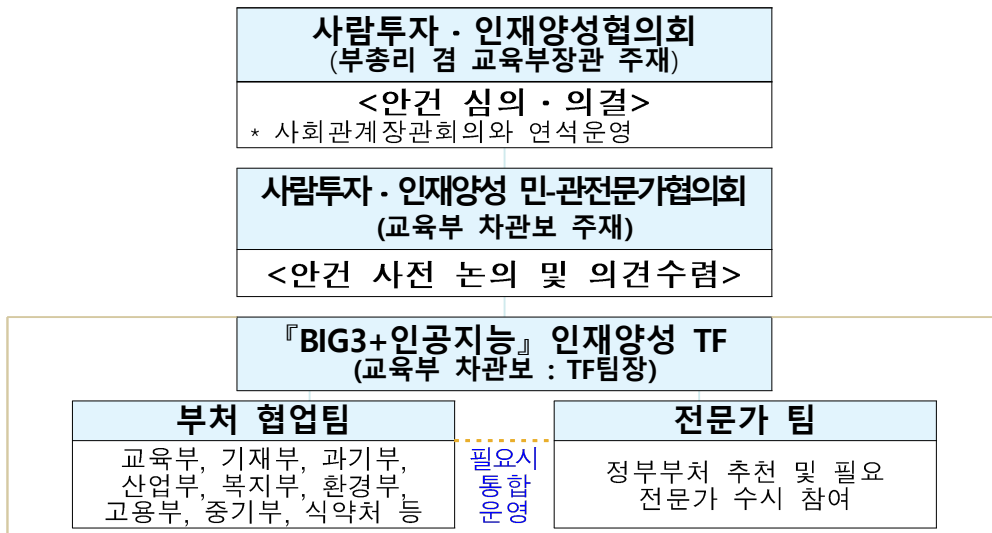 사람투자 · 인재양성협의회
(부총리 겸 교육부장관 주재)
<안건 심의 · 의결>
* 사회관계장관회의와 연석운영
사람투자 · 인재양성 민-관전문가협의회
(교육부 차관보 주재)
<안건 사전 논의 및 의견수렴>
『BIG3+인공지능』 인재양성 TF
(교육부 차관보 : TF팀장)
부처 협업팀
교육부, 기재부, 과기부,
산업부, 복지부, 환경부,
고용부, 중기부, 식약처 등
필요시
통합
운영
전문가 팀
정부부처 추천 및 필요
전문가 수시 참여